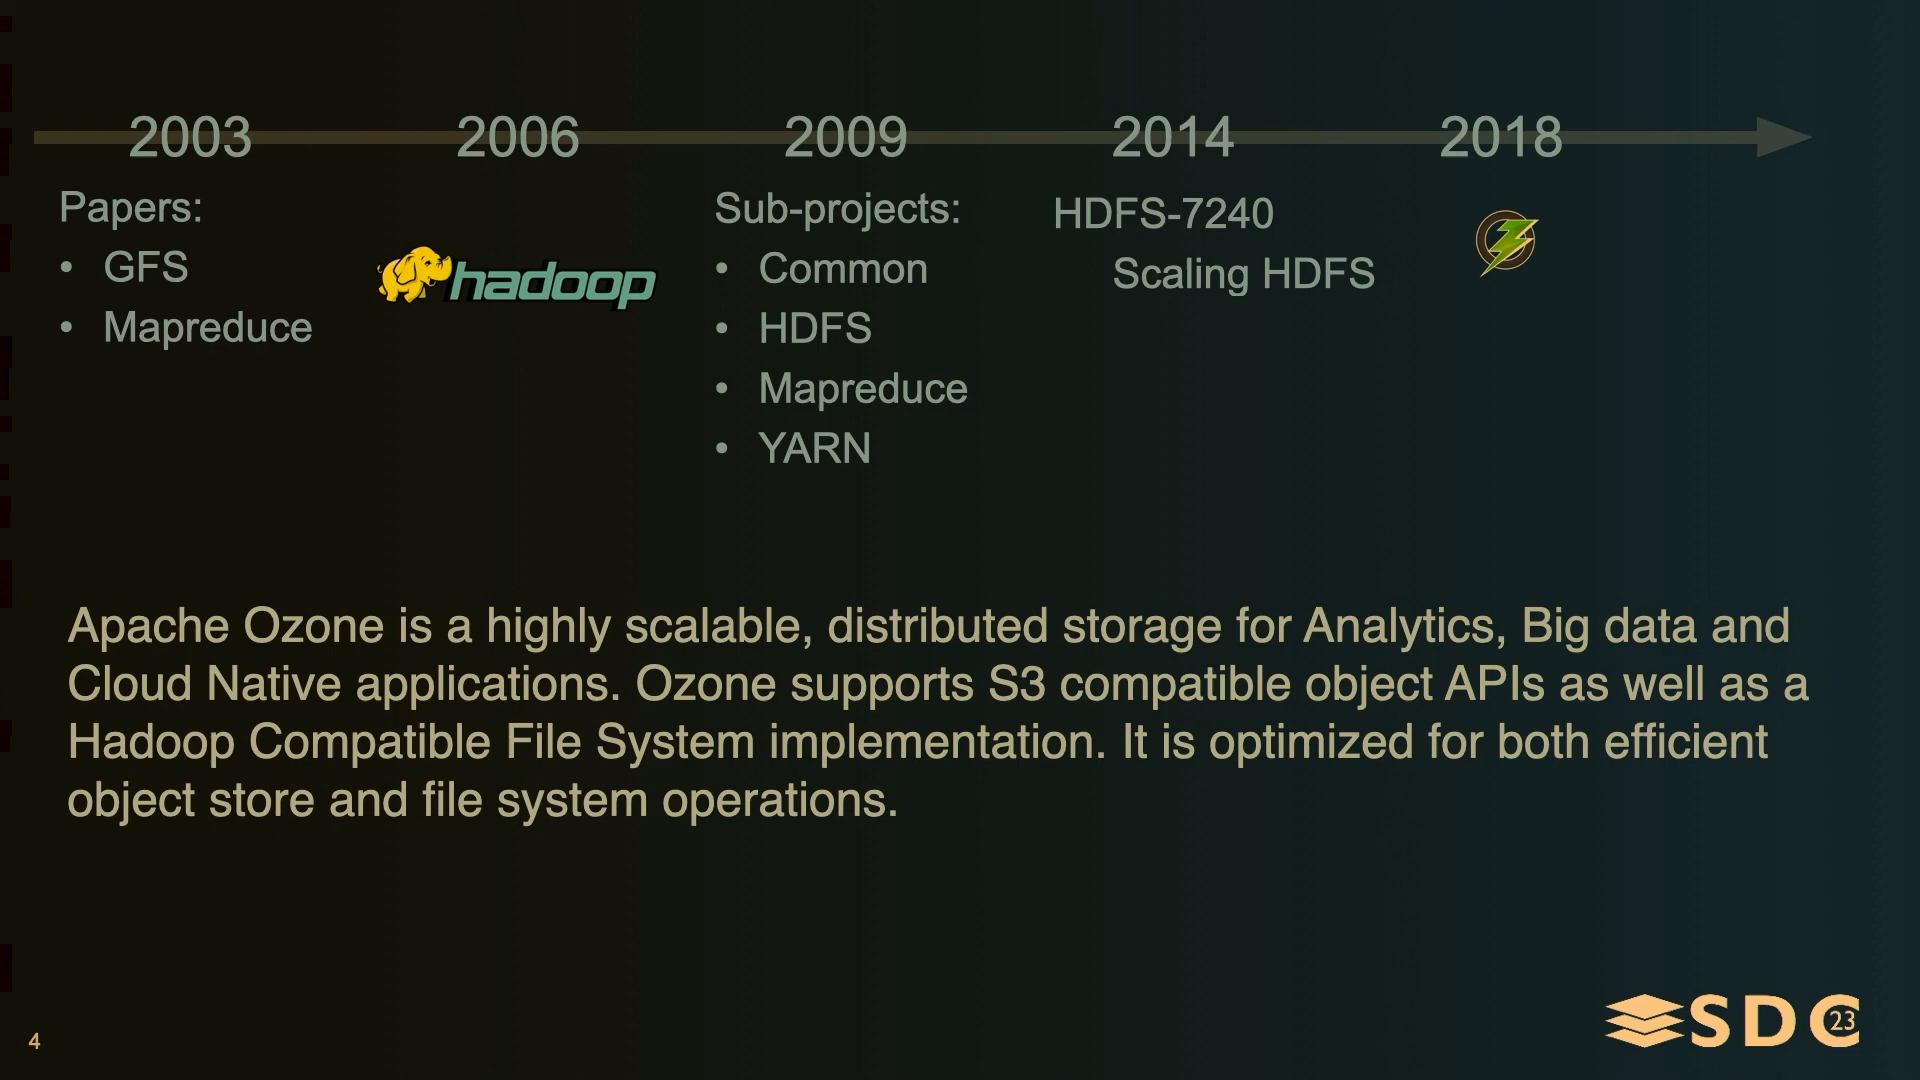 2003 2006 2009 2014 2018
Papers:
• GFS
• Mapreduce
hadoop
Sub-projects:
• Common
• HDFS
• Mapreduce
• YARN
HDFS-7240
Scaling HDFS
Apache Ozone is a highly scalable, distributed storage for Analytics, Big data and
Cloud Native applications. Ozone supports S3 compatible object APIs as well as a
Hadoop Compatible File System implementation. It is optimized for both efficient
object store and file system operations.
4
SDC 23